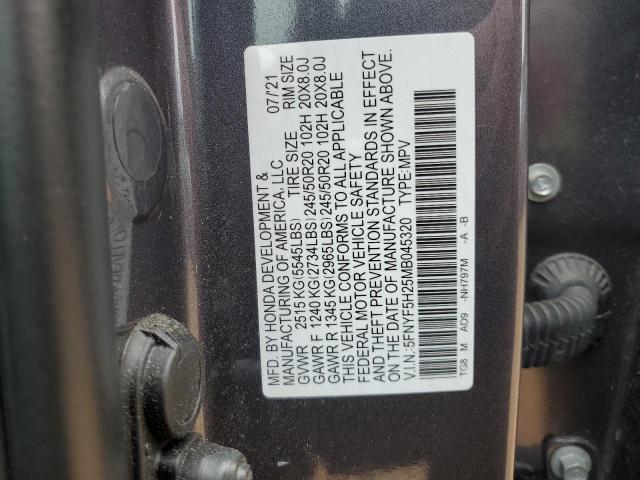 MFD. BY HONDA DEVELOPMENT &
MANUFACTURING OF AMERICA, LLC 07/'21
GVWR 2515 KG (5545LBS) TIRE SIZE RIM SIZE
GAWR F 1240 KG (2734LBS) 245/50R20 102H 20X8.0J
GAWR R 1345 KG (2965LBS) 245/50R20 102H 20X8.0J
THIS VEHICLE CONFORMS TO ALL APPLICABLE
FEDERAL MOTOR VEHICLE SAFETY
AND THEFT PREVENTION STANDARDS IN EFFECT
ON THE DATE OF MANUFACTURE SHOWN ABOVE.
V.I.N.:5FNYF5H25MB045320 TYPE:MPV
TG8 M AD9 -NH797M -A -B